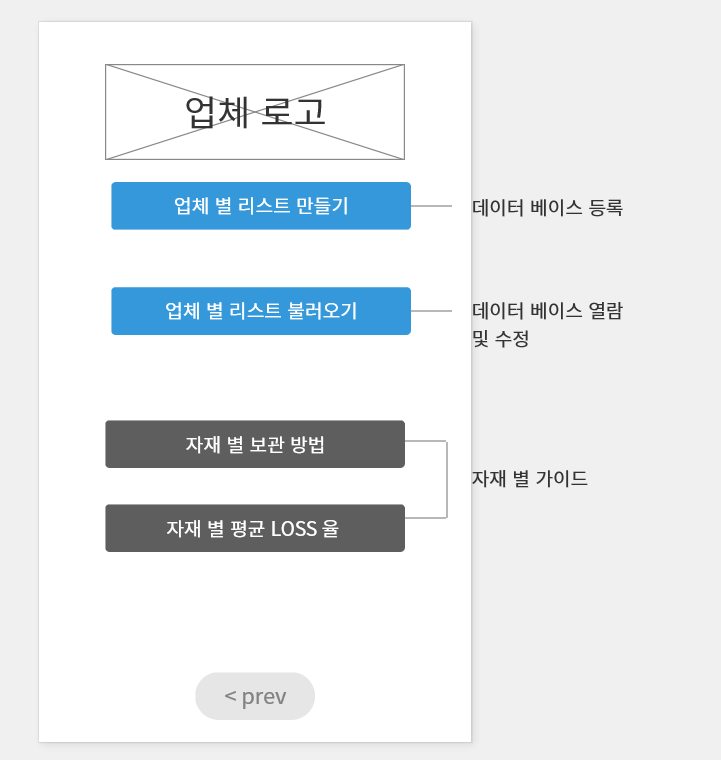 업체 로고
업체 별 리스트 만들기
데이터 베이스 등록
업체 별 리스트 불러오기
데이터 베이스 열람
및 수정
자재 별 보관 방법
자재 별 가이드
자재 별 평균 LOSS 율
< prev